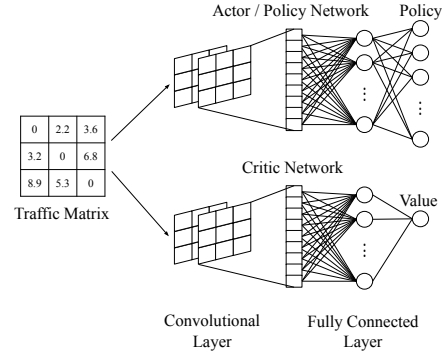 Actor / Policy Network
Policy
0 2.2 3.6
3.2 0 6.8
8.9 5.3 0
Traffic Matrix
Critic Network
Value
Convolutional
Layer
Fully Connected
Layer